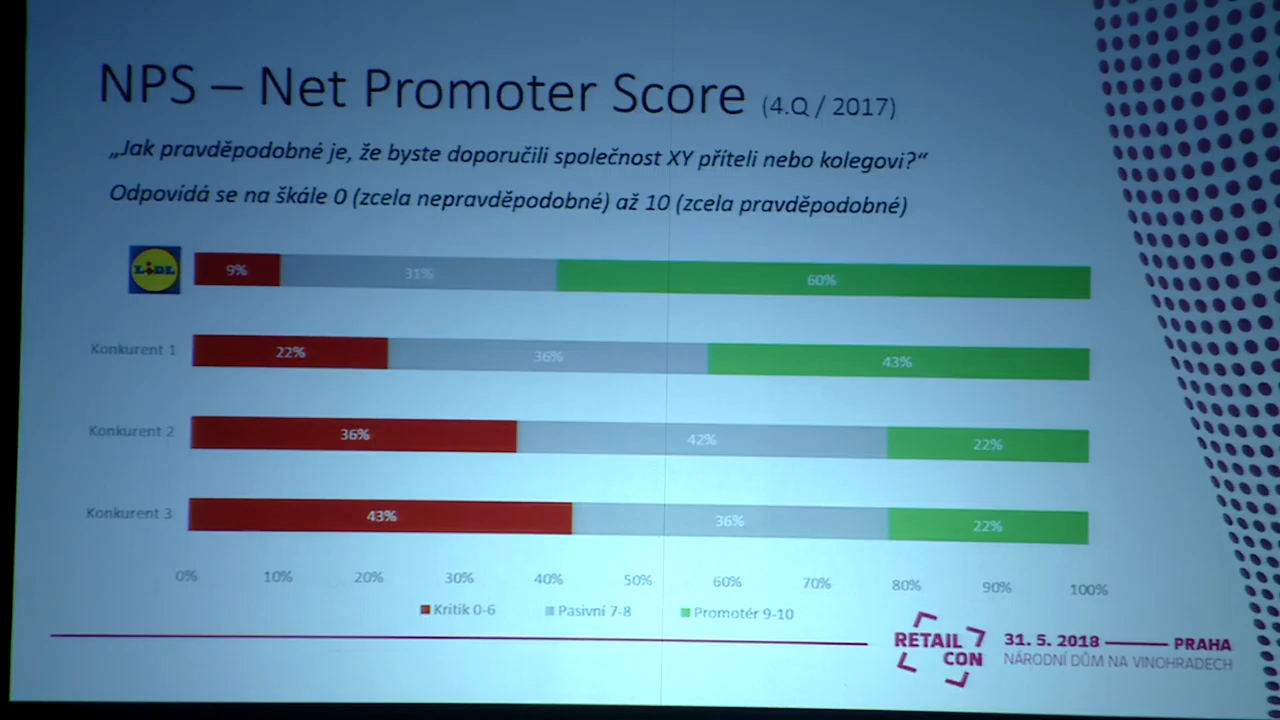 NPS – Net Promoter Score (4.Q / 2017)
„Jak pravděpodobné je, že byste doporučili společnost XY příteli nebo kolegovi?“
Odpovídá se na škále 0 (zcela nepravděpodobné) až 10 (zcela pravděpodobné)
LIDL 9% 31% 60%
Konkurent 1 22% 36% 43%
Konkurent 2 36% 42% 22%
Konkurent 3 43% 36% 22%
0% 10% 20% 30% 40% 50% 60% 70% 80% 90% 100%
Kritik 0-6 Pasivní 7-8 Promotér 9-10
RETAIL CON
31. 5. 2018 PRAHA
NÁRODNÍ DŮM NA VINOHRADECH